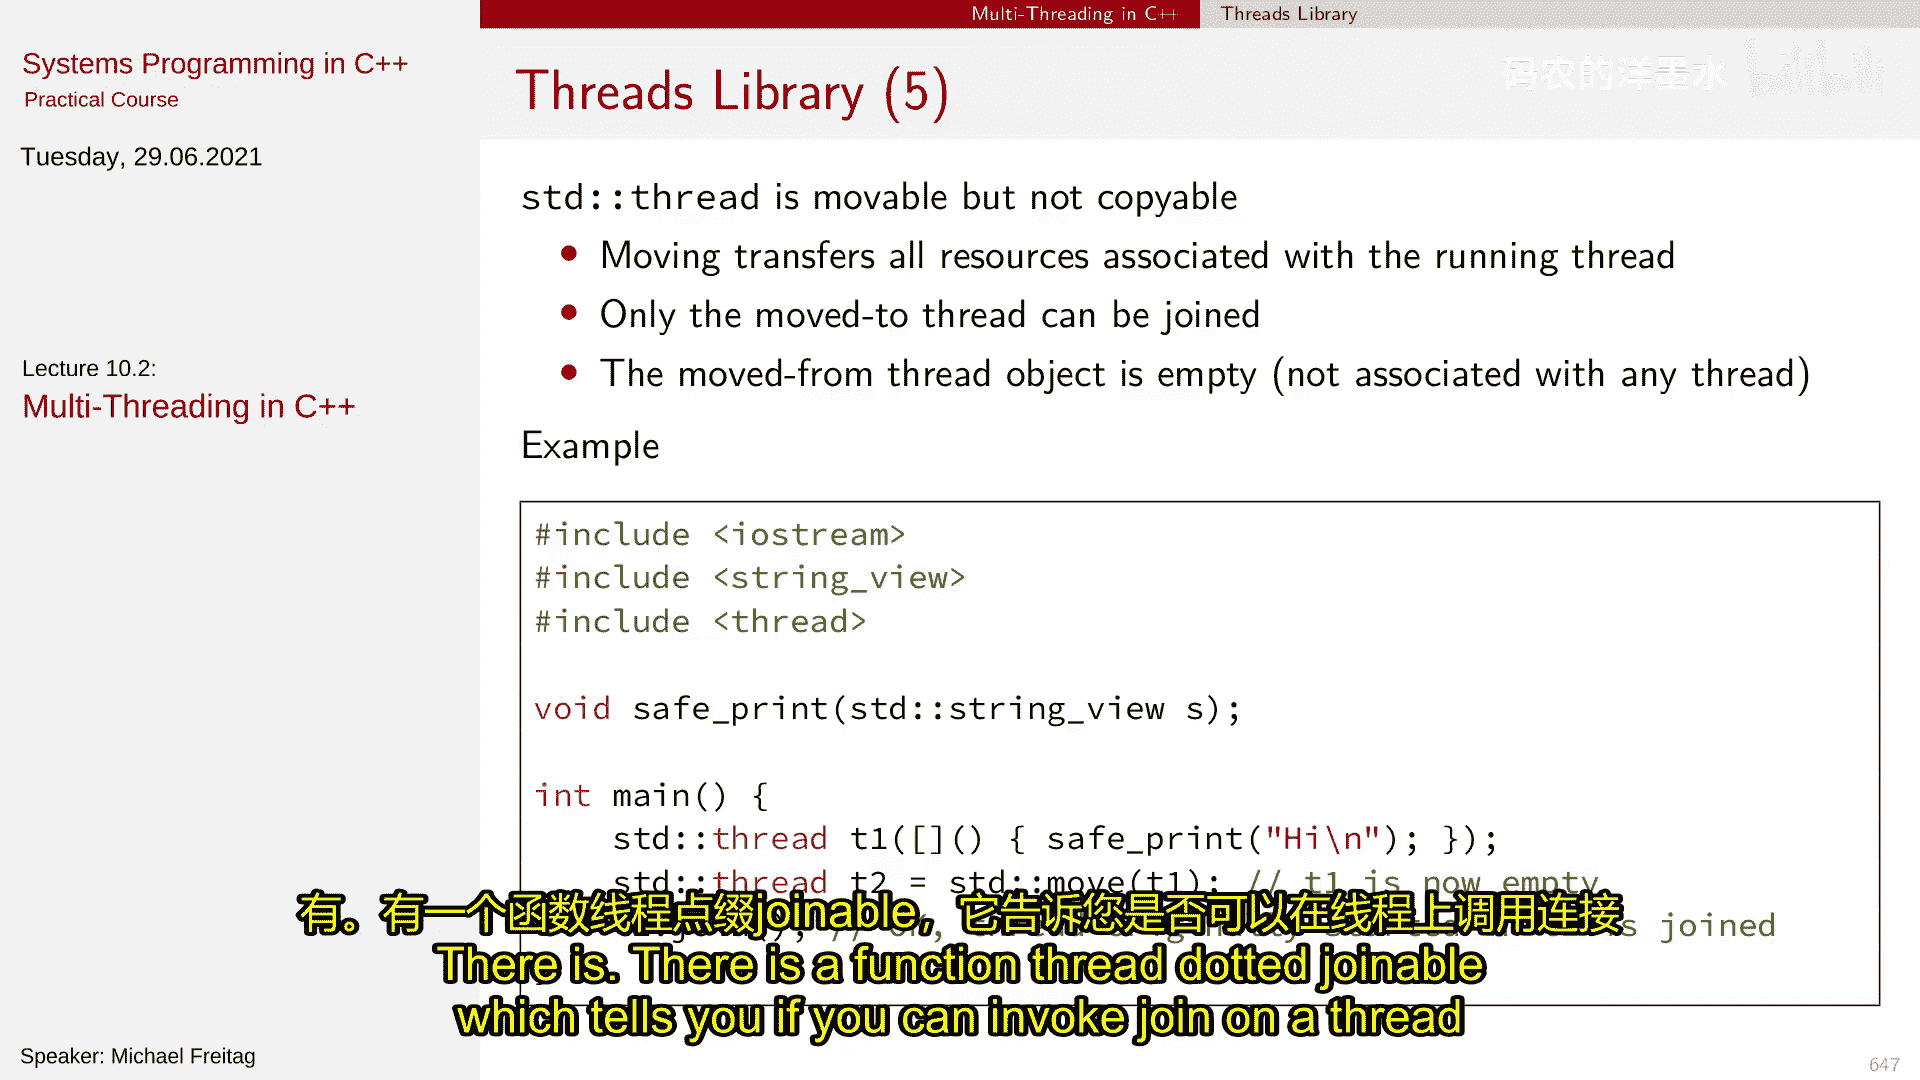 Multi-Threading in C++ Threads Library
Systems Programming in C++
Practical Course
Tuesday, 29.06.2021
Lecture 10.2:
Multi-Threading in C++
Speaker: Michael Freitag
Threads Library (5)
码农的洋墨水 bilibili
std::thread is movable but not copyable
• Moving transfers all resources associated with the running thread
• Only the moved-to thread can be joined
• The moved-from thread object is empty (not associated with any thread)
Example
#include <iostream>
#include <string_view>
#include <thread>
void safe_print(std::string_view s);
int main() {
std::thread t1([]() { safe_print("Hi\n"); });
std::thread t2 = std::move(t1); // t1 is now empty
joined
有。有一个函数线程点缀joinable，它告诉您是否可以在线程上调用连接
There is. There is a function thread dotted joinable
which tells you if you can invoke join on a thread
647